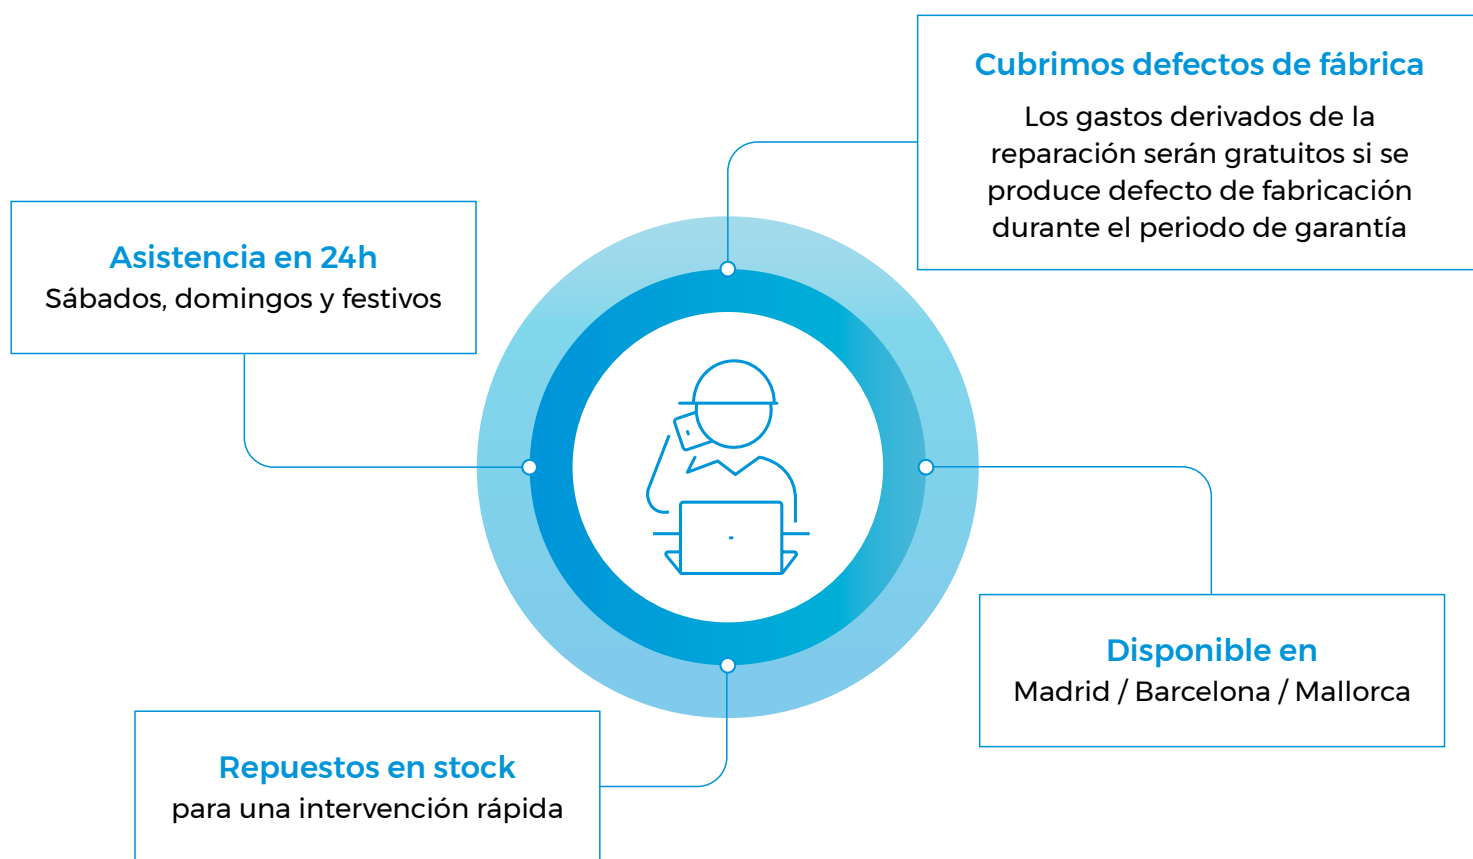 Cubrimos defectos de fábrica
Los gastos derivados de la
reparación serán gratuitos si se
produce defecto de fabricación
durante el periodo de garantía
Asistencia en 24h
Sábados, domingos y festivos
Disponible en
Madrid / Barcelona / Mallorca
Repuestos en stock
para una intervención rápida